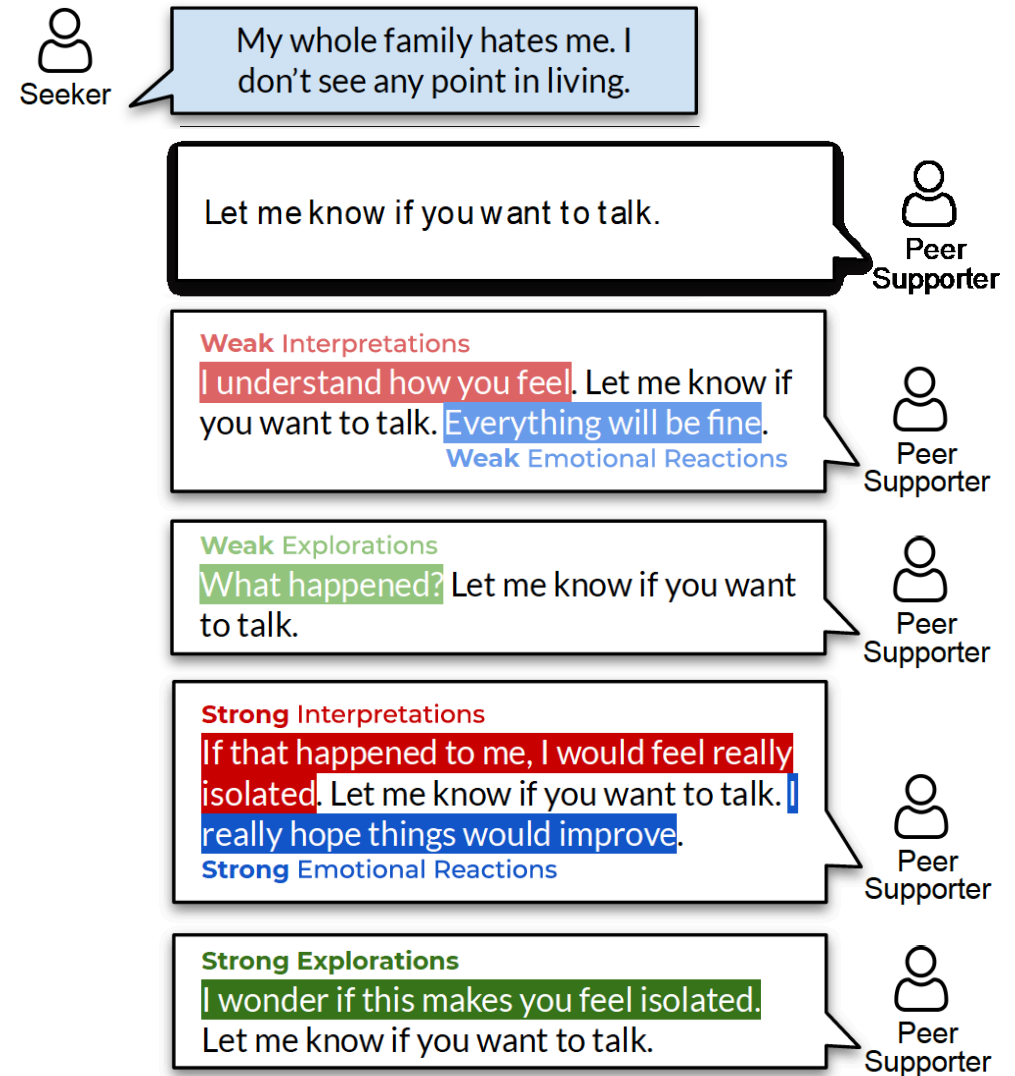 My whole family hates me. I
don't see any point in living.
Seeker
Let me know if you want to talk.
Peer
Supporter
Weak Interpretations
I understand how you feel. Let me know if
you want to talk. Everything will be fine.
Weak Emotional Reactions
Peer
Supporter
Weak Explorations
What happened? Let me know if you want
to talk.
Peer
Supporter
Strong Interpretations
If that happened to me, I would feel really
isolated. Let me know if you want to talk. I
really hope things would improve.
Strong Emotional Reactions
Peer
Supporter
Strong Explorations
I wonder if this makes you feel isolated.
Let me know if you want to talk.
Peer
Supporter